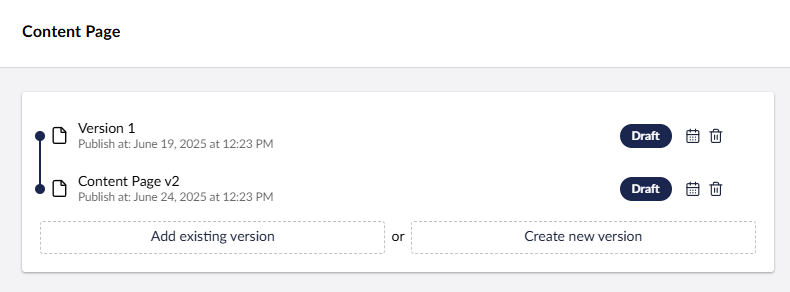 Content Page
Version 1
Publish at: June 19, 2025 at 12:23 PM
Draft
Content Page v2
Publish at: June 24, 2025 at 12:23 PM
Draft
Add existing version or Create new version